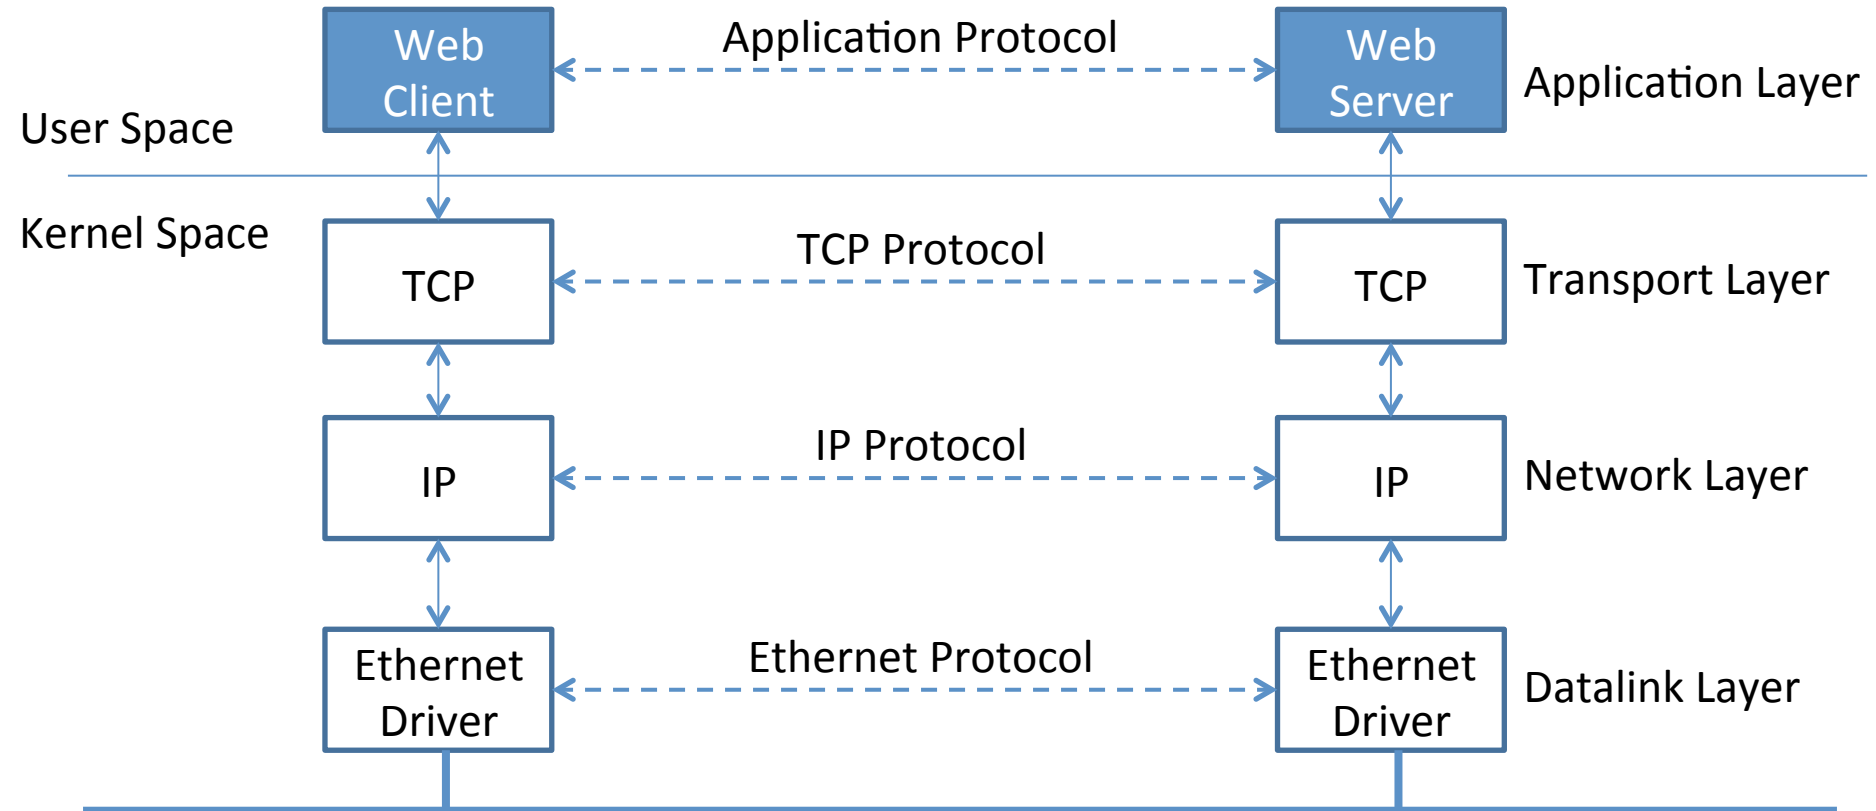 Web
Client
Application Protocol
Web
Server
Application Layer
User Space
Kernel Space
TCP
TCP Protocol
TCP
Transport Layer
IP
IP Protocol
IP
Network Layer
Ethernet
Driver
Ethernet Protocol
Ethernet
Driver
Datalink Layer